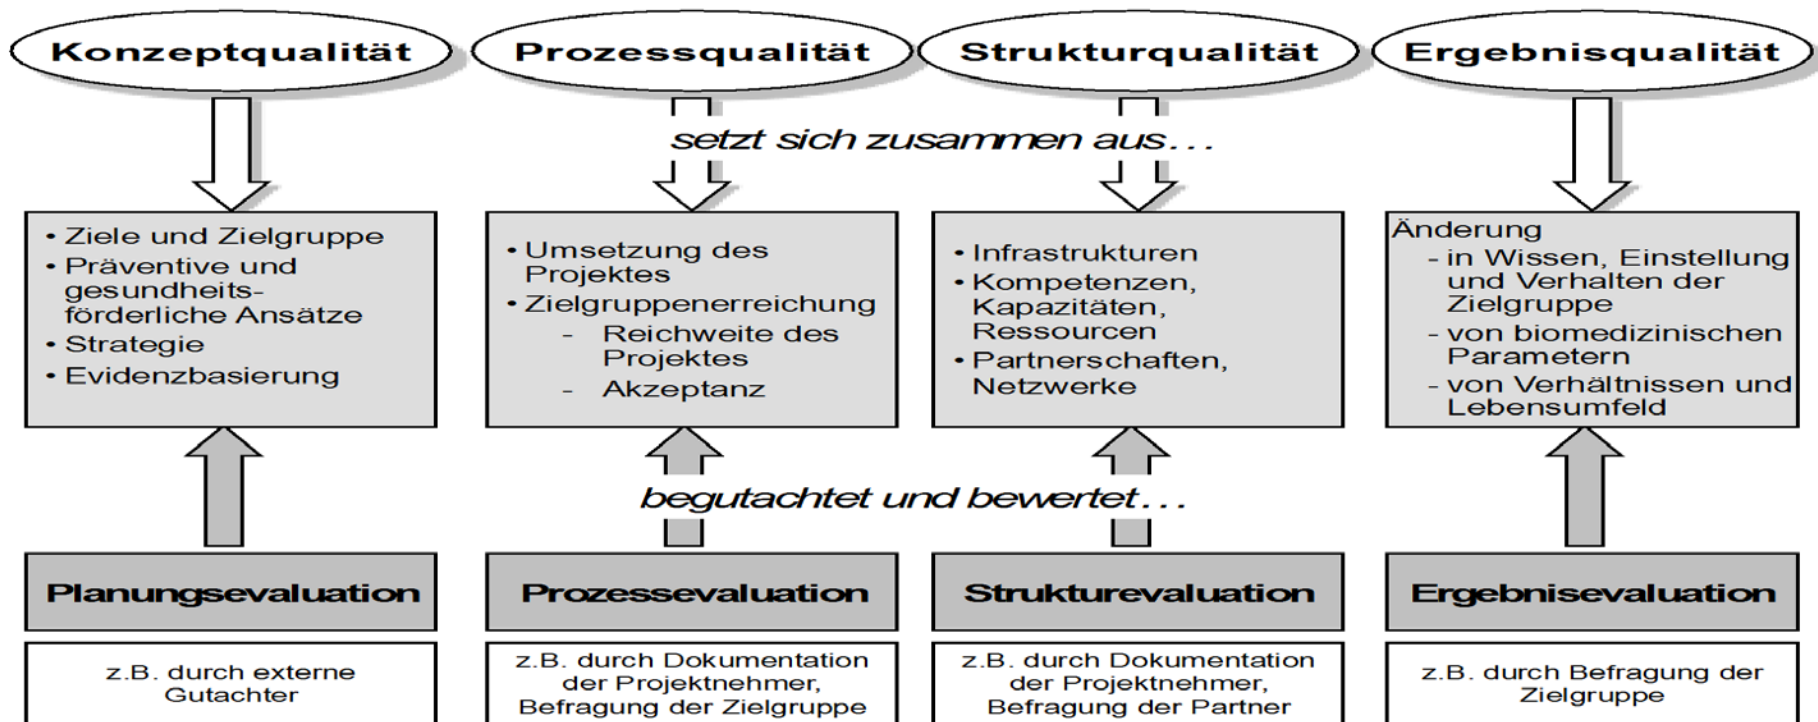 Konzeptqualität
Prozessqualität
Strukturqualität
Ergebnisqualität
setzt sich zusammen aus...
• Ziele und Zielgruppe
• Präventive und
gesundheits-
förderliche Ansätze
• Strategie
• Evidenzbasierung
• Umsetzung des
Projektes
• Zielgruppenerreichung
- Reichweite des
Projektes
- Akzeptanz
• Infrastrukturen
• Kompetenzen,
Kapazitäten,
Ressourcen
• Partnerschaften,
Netzwerke
Änderung
- in Wissen, Einstellung
und Verhalten der
Zielgruppe
- von biomedizinischen
Parametern
- von Verhältnissen und
Lebensumfeld
begutachtet und bewertet...
Planungsevaluation
Prozessevaluation
Strukturevaluation
Ergebnisevaluation
z.B. durch externe
Gutachter
z.B. durch Dokumentation
der Projektnehmer,
Befragung der Zielgruppe
z.B. durch Dokumentation
der Projektnehmer,
Befragung der Partner
z.B. durch Befragung der
Zielgruppe